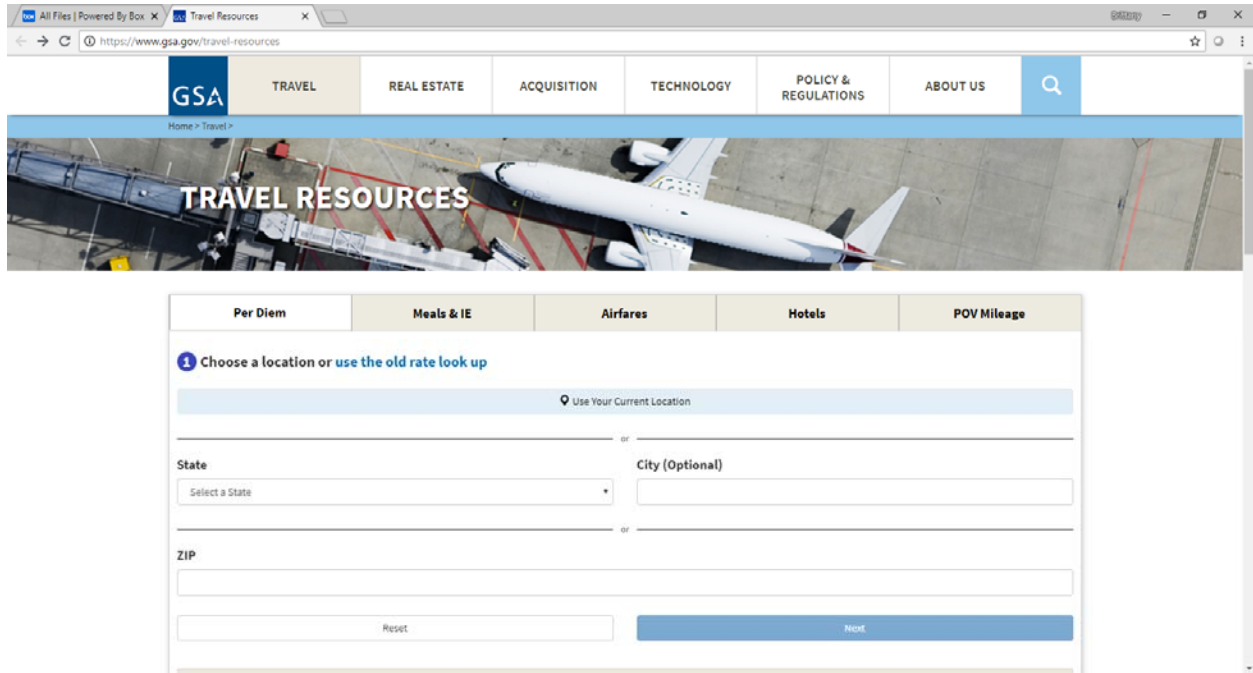 box All Files | Powered By Box
GSA Travel Resources
Brittany
https://www.gsa.gov/travel-resources
GSA
TRAVEL
REAL ESTATE
ACQUISITION
TECHNOLOGY
POLICY &
REGULATIONS
ABOUT US
Home > Travel >
TRAVEL RESOURCES
Per Diem
Meals & IE
Airfares
Hotels
POV Mileage
1 Choose a location or use the old rate look up
Use Your Current Location
or
State
City (Optional)
Select a State
or
ZIP
Reset
Next